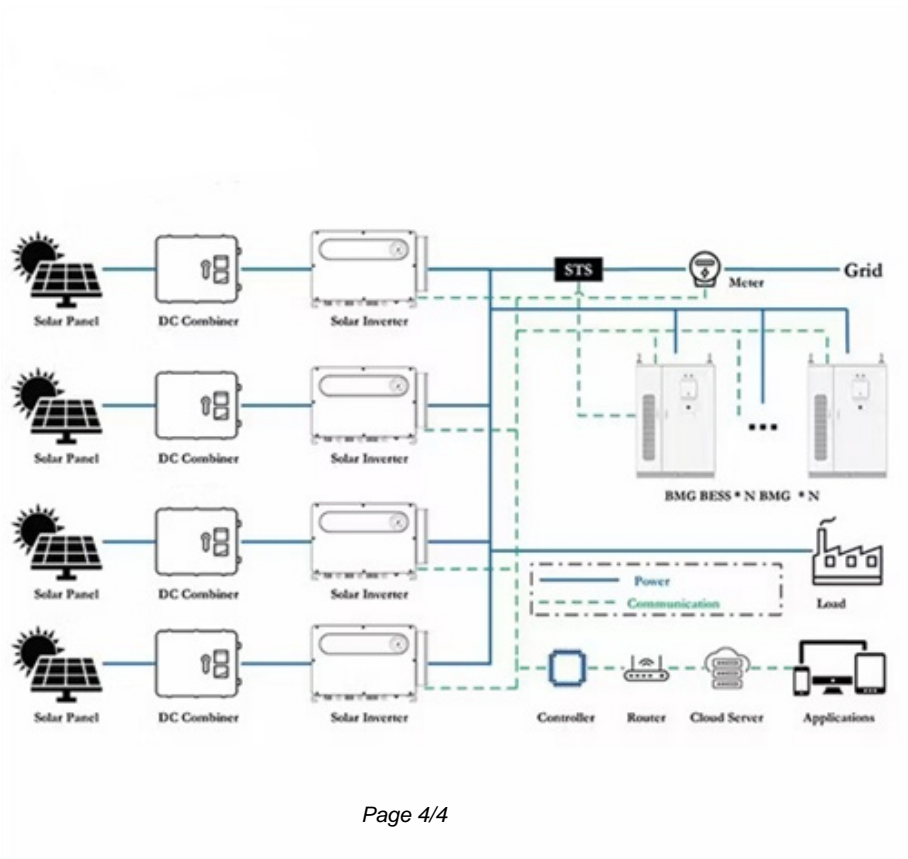 STS
Grid
Meter
Solar Panel DC Combiner Solar Inverter
Solar Panel DC Combiner Solar Inverter
BMG BESS * N BMG * N
Solar Panel DC Combiner Solar Inverter
Power
Communication
Load
Solar Panel DC Combiner Solar Inverter
Controller Router Cloud Server Applications
Page 4/4